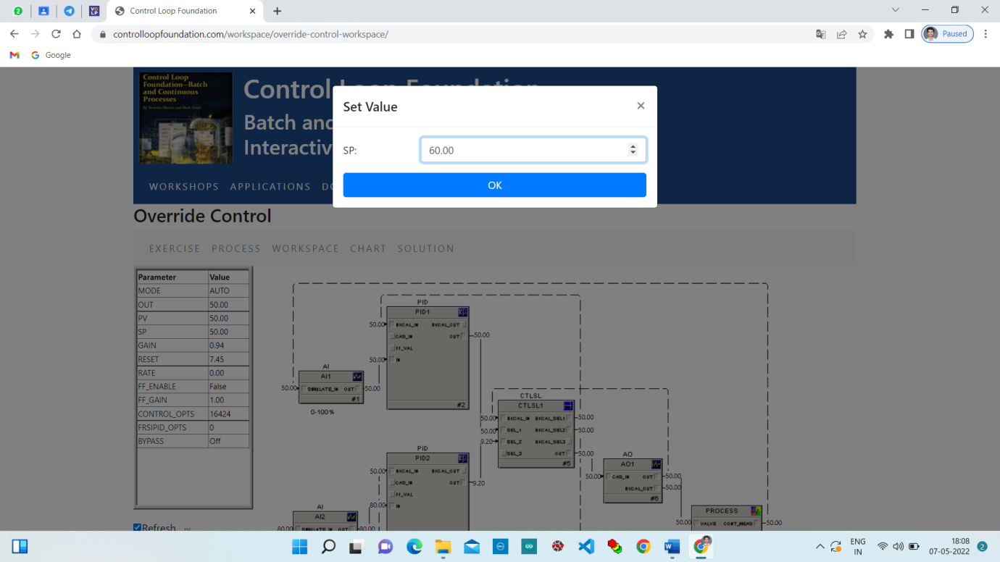 2
Control Loop Foundation
controlloopfoundation.com/workspace/override-control-workspace/
Paused
Google
Control Loop
Foundation—Batch
and Continuous
Processes
Control Loop Foundation
Batch and
Interactiv
WORKSHOPS APPLICATIONS
Set Value
SP: 60.00
OK
Override Control
EXERCISE PROCESS WORKSPACE CHART SOLUTION
Parameter Value
MODE AUTO
OUT 50.00
PV 50.00
SP 50.00
GAIN 0.94
RESET 7.45
RATE 0.00
FF_ENABLE False
FF_GAIN 1.00
CONTROL_OPTS 16424
FRSIPID_OPTS 0
BYPASS Off
Refresh
PID
PID1
50.00 BKCAL_IN BKCAL_OUT
CAS_IN OUT 50.00
FF_VAL
50.00 IN
#2
AI
AI1
50.00 SIMULATE_IN OUT 50.00
#1
0-100%
CTLSL
CTLSL1
50.00 BKCAL_IN BKCAL_SEL1 50.00
50.00 SEL_1 BKCAL_SEL2 50.00
9.20 SEL_2 BKCAL_SEL3
SEL_3 OUT 50.00
#5
PID
PID2
50.00 BKCAL_IN BKCAL_OUT
CAS_IN OUT 9.20
FF_VAL
80.00 IN
AO
AO1
50.00 CAS_IN OUT 50.00
BKCAL_OUT 50.00
#6
AI
AI2
80.00 SIMULATE_IN OUT 80.00
PROCESS
50.00 VALVE CONT_MEAS 50.00
ENG
IN
18:08
07-05-2022
2